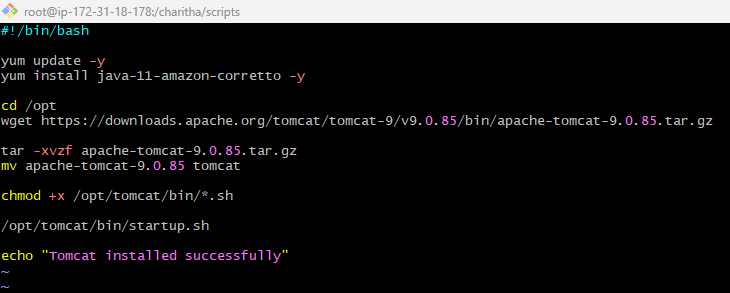 root@ip-172-31-18-178:/charitha/scripts
#!/bin/bash
yum update -y
yum install java-11-amazon-corretto -y
cd /opt
wget https://downloads.apache.org/tomcat/tomcat-9/v9.0.85/bin/apache-tomcat-9.0.85.tar.gz
tar -xvzf apache-tomcat-9.0.85.tar.gz
mv apache-tomcat-9.0.85 tomcat
chmod +x /opt/tomcat/bin/*.sh
/opt/tomcat/bin/startup.sh
echo "Tomcat installed successfully"
~
~